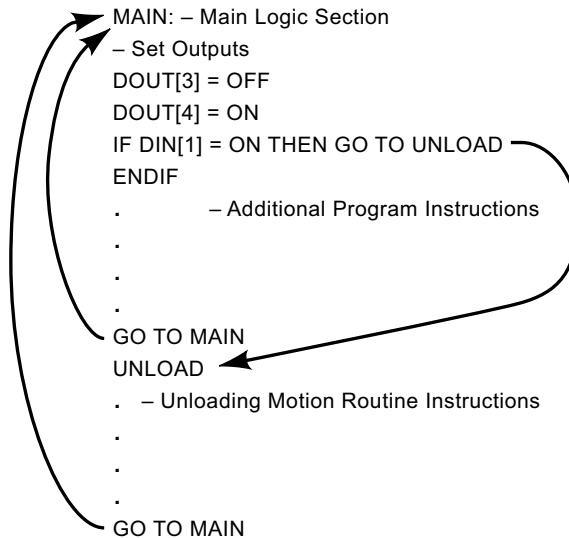 MAIN: – Main Logic Section
– Set Outputs
DOUT[3] = OFF
DOUT[4] = ON
IF DIN[1] = ON THEN GO TO UNLOAD
ENDIF
. – Additional Program Instructions
.
.
.
GO TO MAIN
UNLOAD
. – Unloading Motion Routine Instructions
.
.
.
GO TO MAIN